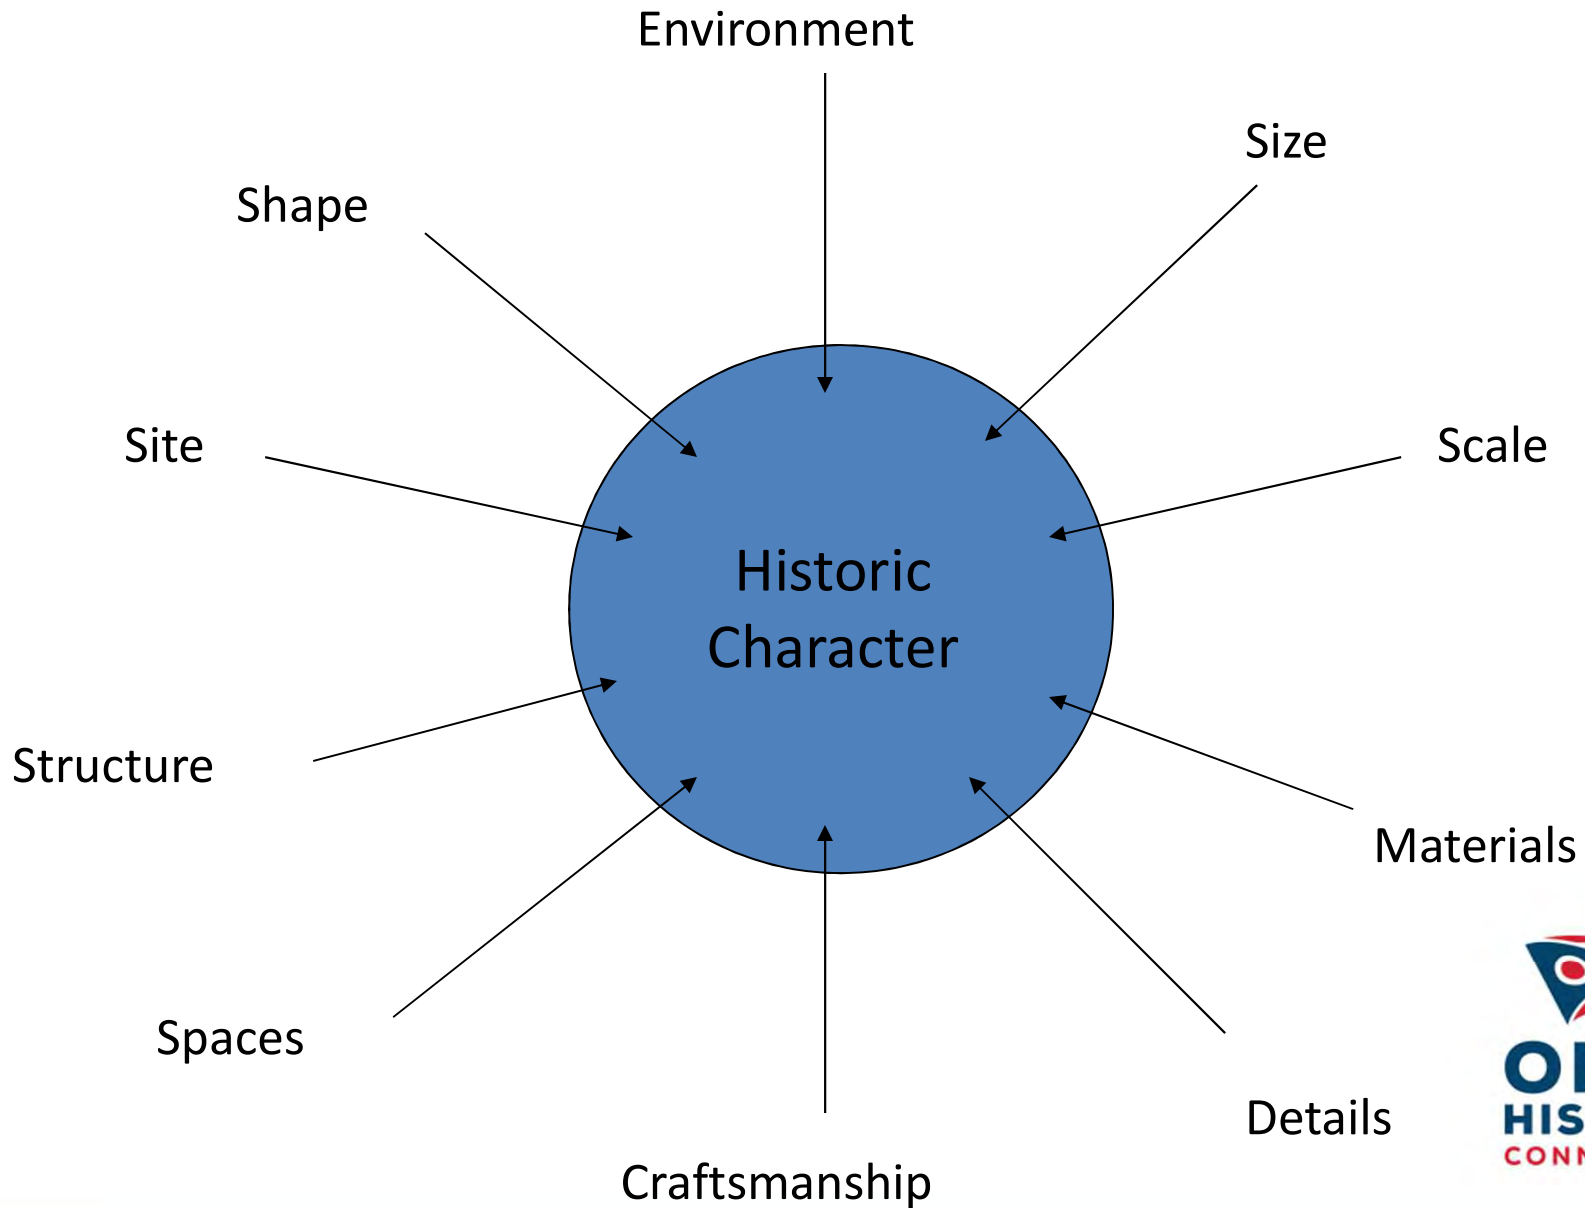 Environment
Size
Shape
Site
Scale
Historic
Character
Structure
Materials
Spaces
Details
Craftsmanship